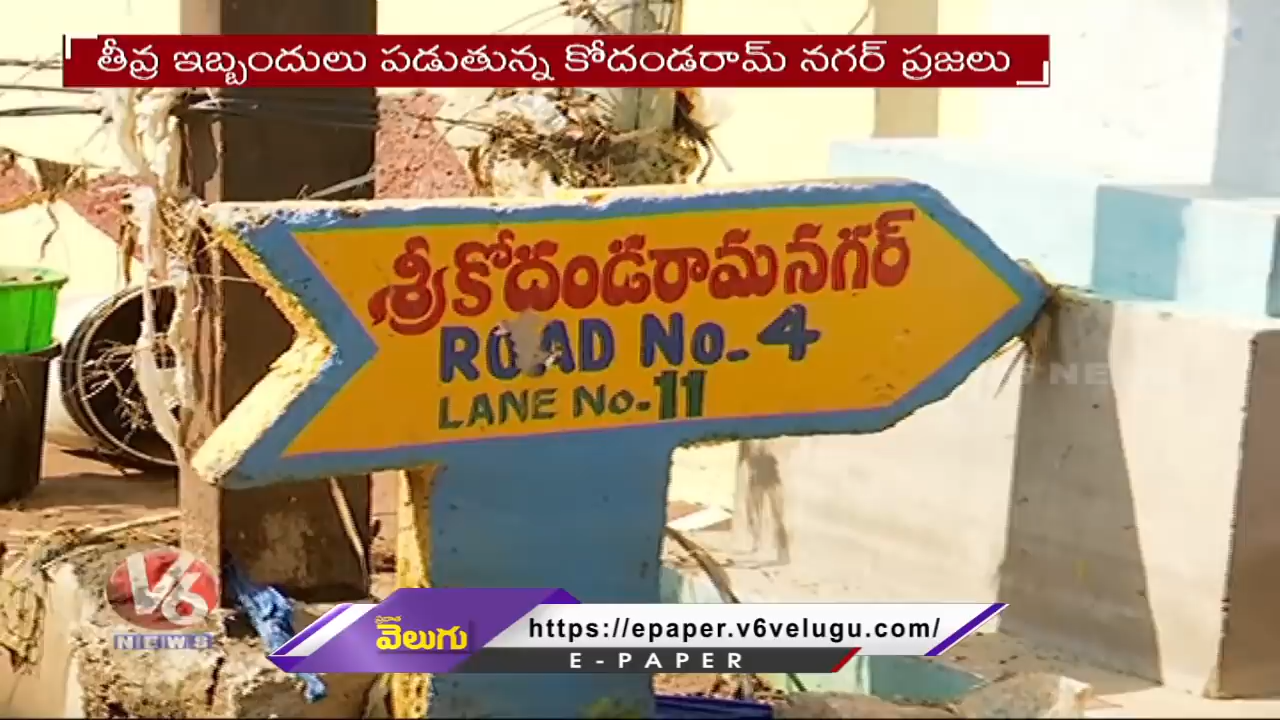 తీవ్ర ఇబ్బందులు పడుతున్న కోదండరామ్ నగర్ ప్రజలు
శ్రీకోదండరామనగర్
ROAD No. 4
LANE No-11
V6
NEWS
ప్రభాత
వెలుగు
https://epaper.v6velugu.com/
E-PAPER